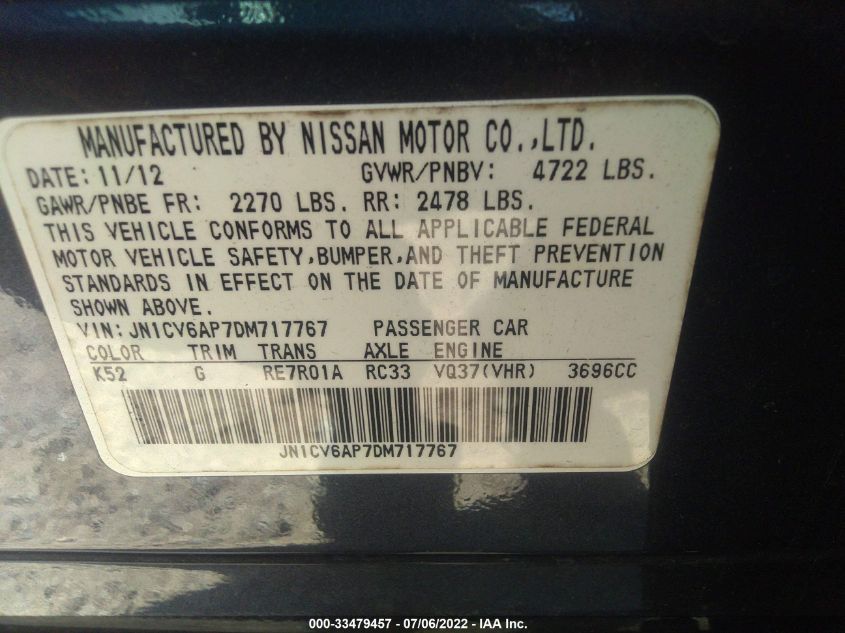 MANUFACTURED BY NISSAN MOTOR CO.,LTD.
DATE: 11/12 GVWR/PNBV: 4722 LBS.
GAWR/PNBE FR: 2270 LBS. RR: 2478 LBS.
THIS VEHICLE CONFORMS TO ALL APPLICABLE FEDERAL
MOTOR VEHICLE SAFETY,BUMPER,AND THEFT PREVENTION
STANDARDS IN EFFECT ON THE DATE OF MANUFACTURE
SHOWN ABOVE.
VIN: JN1CV6AP7DM717767 PASSENGER CAR
COLOR TRIM TRANS AXLE ENGINE
K52 G RE7R01A RC33 VQ37(VHR) 3696CC
JN1CV6AP7DM717767
000-33479457 - 07/06/2022 - IAA Inc.